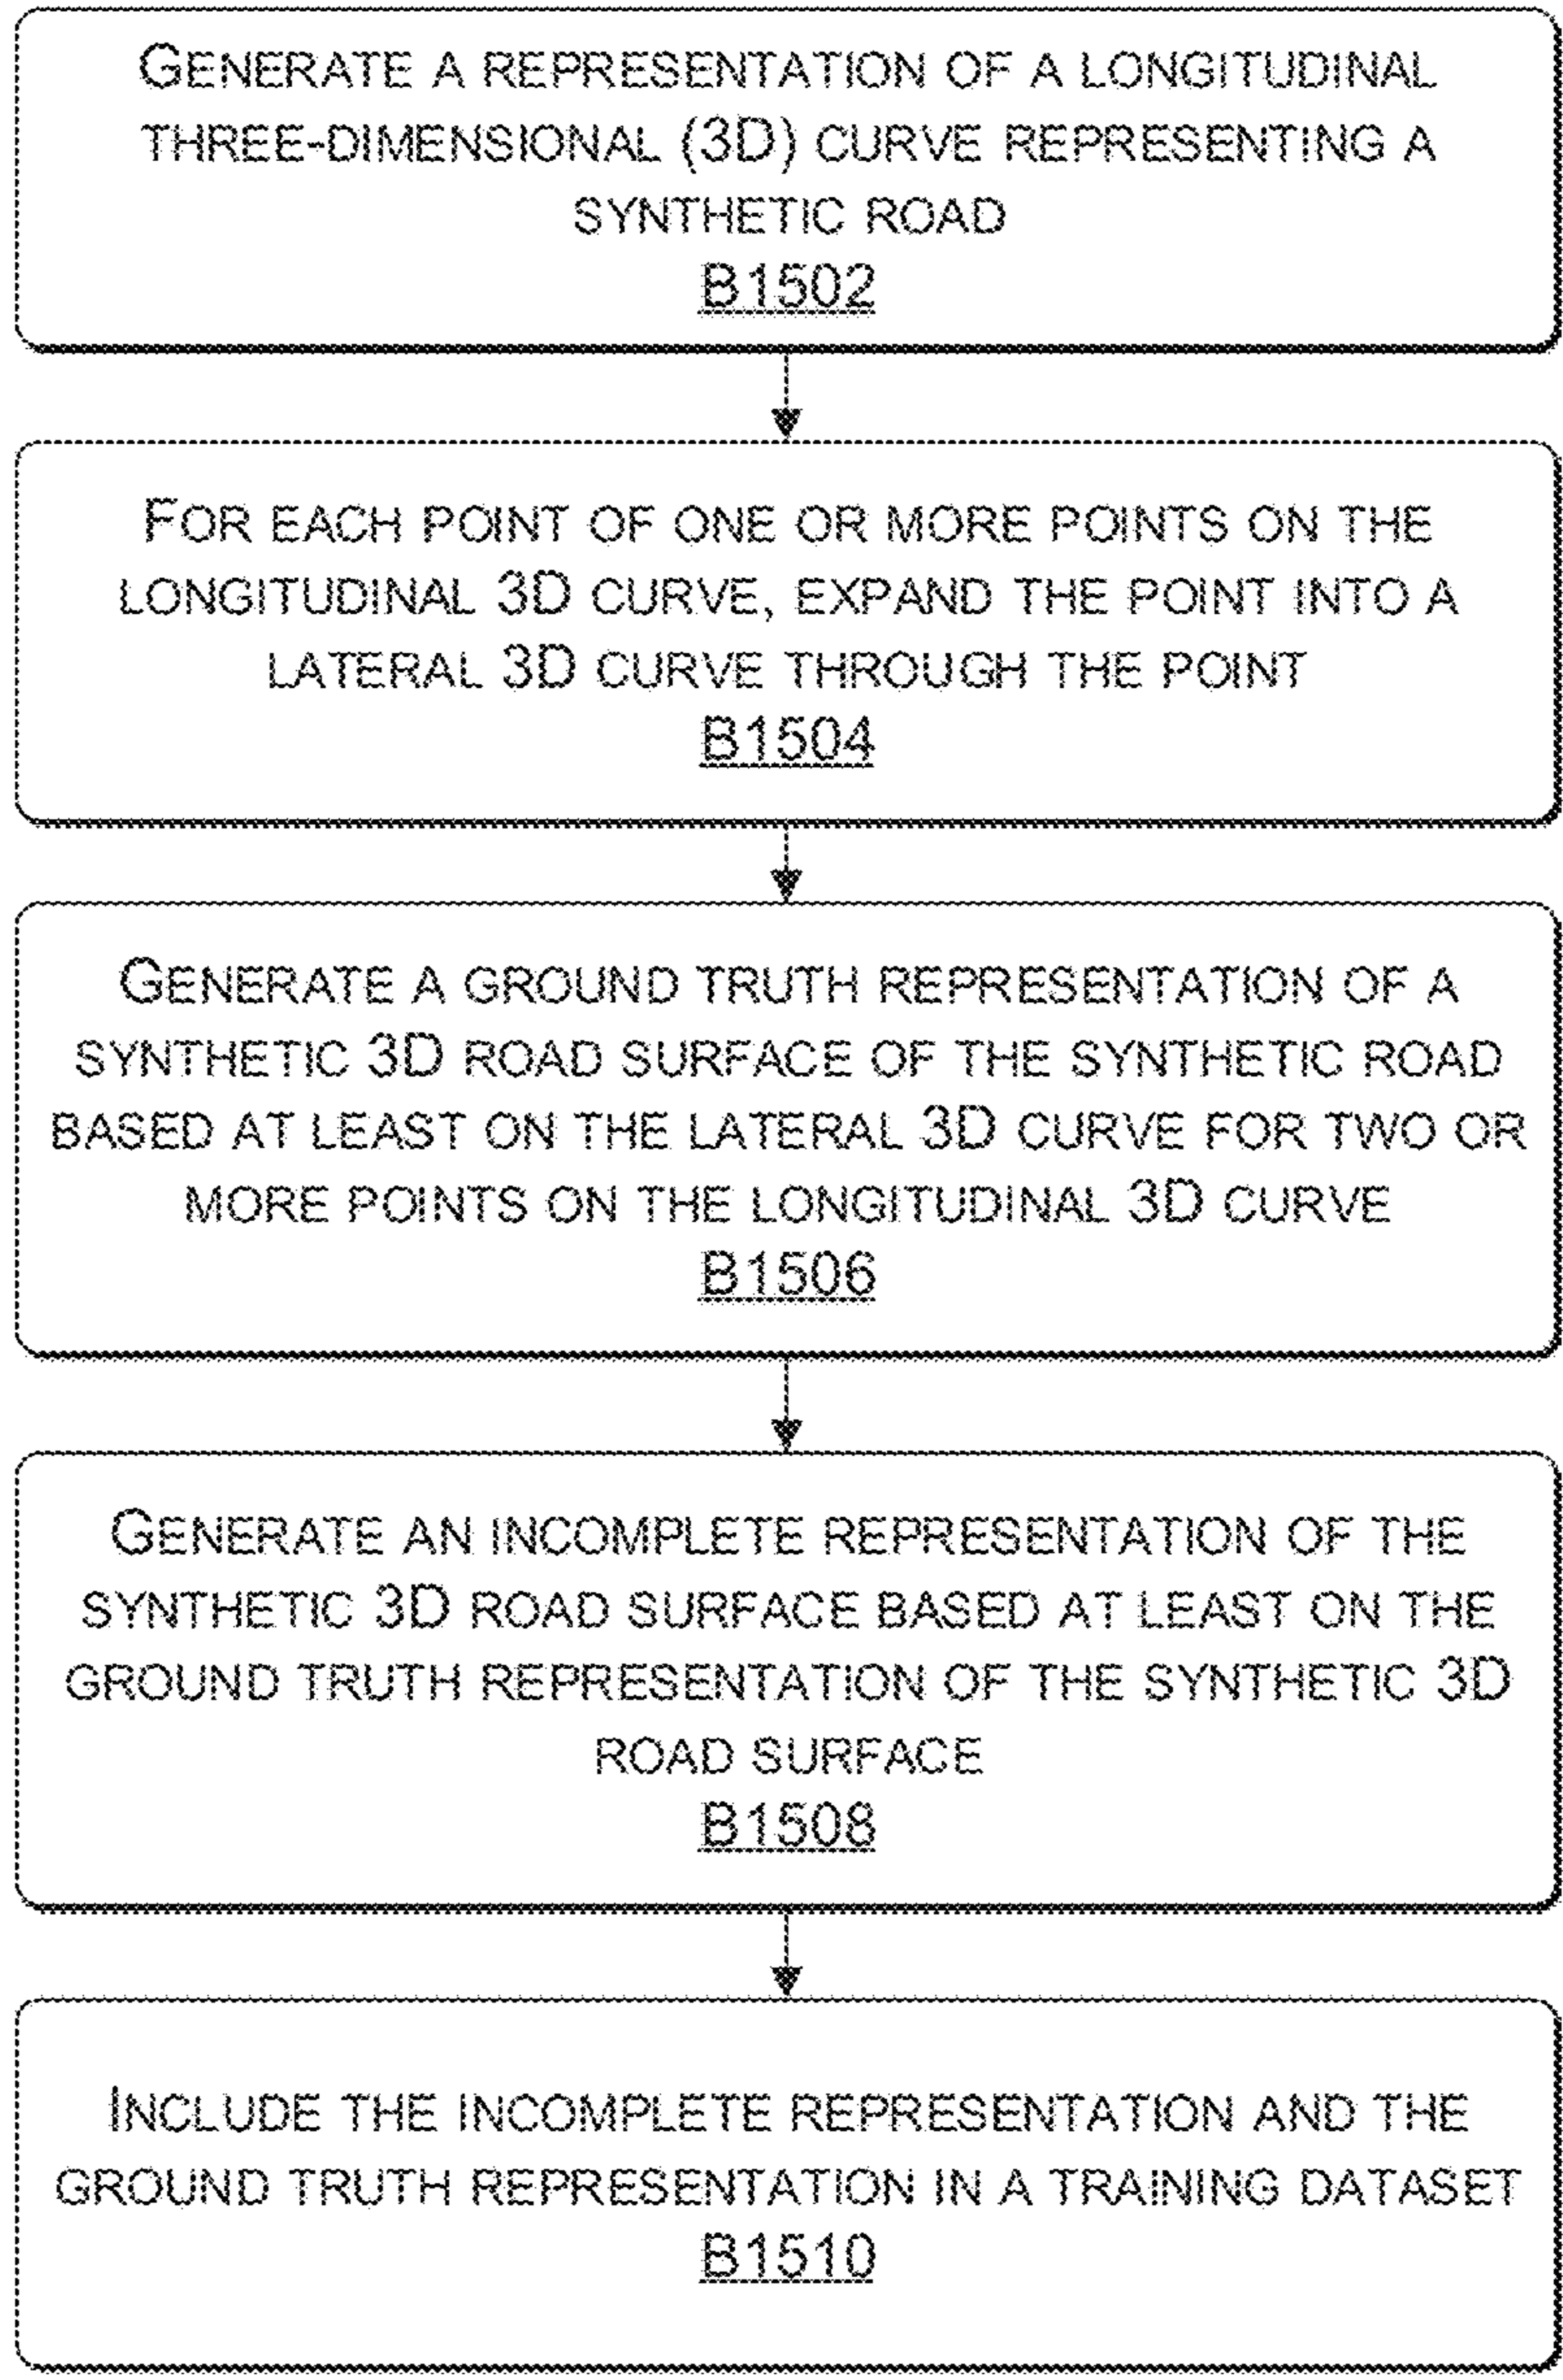 GENERATE A REPRESENTATION OF A LONGITUDINAL
THREE-DIMENSIONAL (3D) CURVE REPRESENTING A
SYNTHETIC ROAD
B1502
FOR EACH POINT OF ONE OR MORE POINTS ON THE
LONGITUDINAL 3D CURVE, EXPAND THE POINT INTO A
LATERAL 3D CURVE THROUGH THE POINT
B1504
GENERATE A GROUND TRUTH REPRESENTATION OF A
SYNTHETIC 3D ROAD SURFACE OF THE SYNTHETIC ROAD
BASED AT LEAST ON THE LATERAL 3D CURVE FOR TWO OR
MORE POINTS ON THE LONGITUDINAL 3D CURVE
B1506
GENERATE AN INCOMPLETE REPRESENTATION OF THE
SYNTHETIC 3D ROAD SURFACE BASED AT LEAST ON THE
GROUND TRUTH REPRESENTATION OF THE SYNTHETIC 3D
ROAD SURFACE
B1508
INCLUDE THE INCOMPLETE REPRESENTATION AND THE
GROUND TRUTH REPRESENTATION IN A TRAINING DATASET
B1510